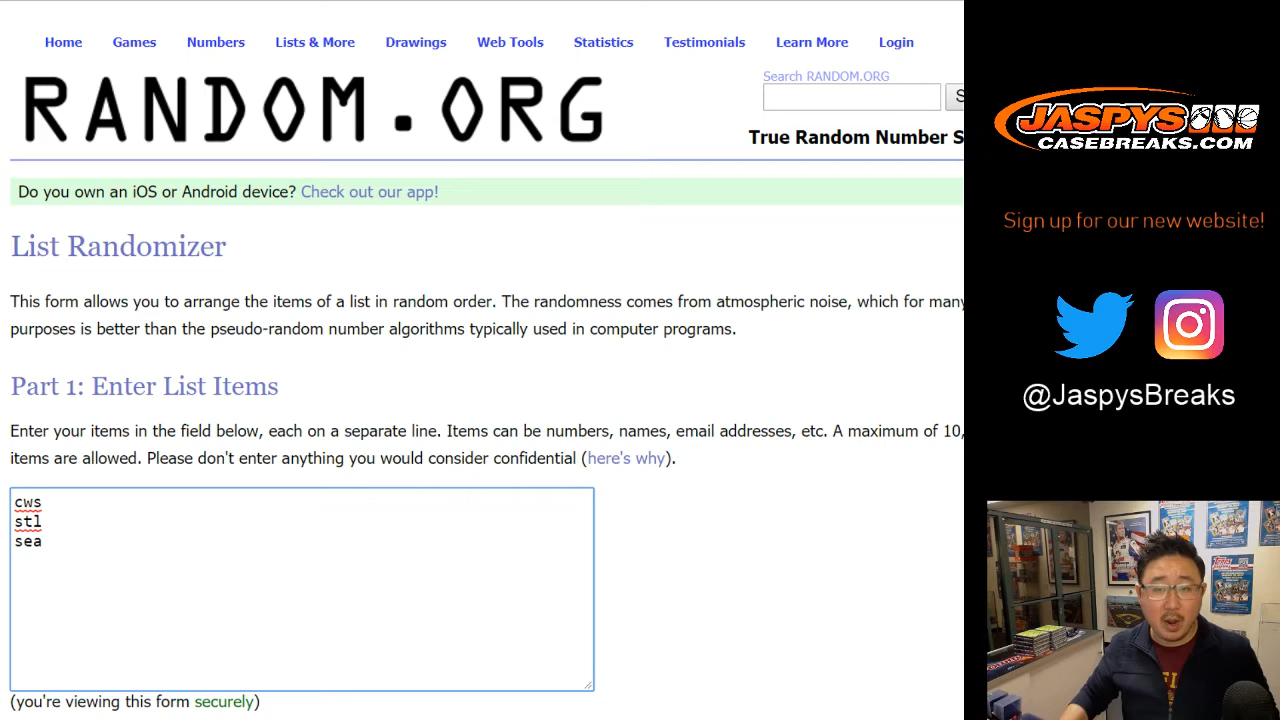 Home Games Numbers Lists & More Drawings Web Tools Statistics Testimonials Learn More Login
RANDOM.ORG
Search RANDOM.ORG
True Random Number S
Do you own an iOS or Android device? Check out our app!
List Randomizer
This form allows you to arrange the items of a list in random order. The randomness comes from atmospheric noise, which for many
purposes is better than the pseudo-random number algorithms typically used in computer programs.
Part 1: Enter List Items
Enter your items in the field below, each on a separate line. Items can be numbers, names, email addresses, etc. A maximum of 10,
items are allowed. Please don't enter anything you would consider confidential (here's why).
cws
stl
sea
(you're viewing this form securely)
JASPYS
CASEBREAKS.COM
Sign up for our new website!
@JaspysBreaks